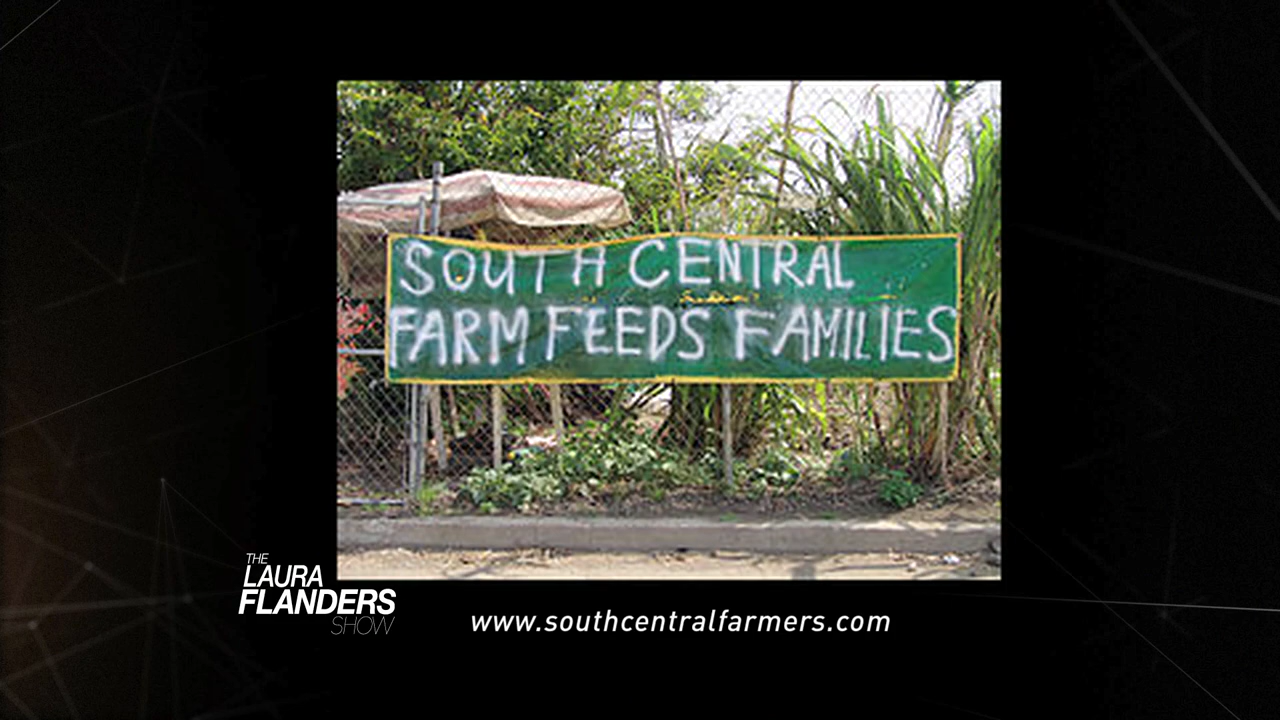 SOUTH CENTRAL
FARM FEEDS FAMILIES
THE
LAURA
FLANDERS
SHOW
www.southcentralfarmers.com